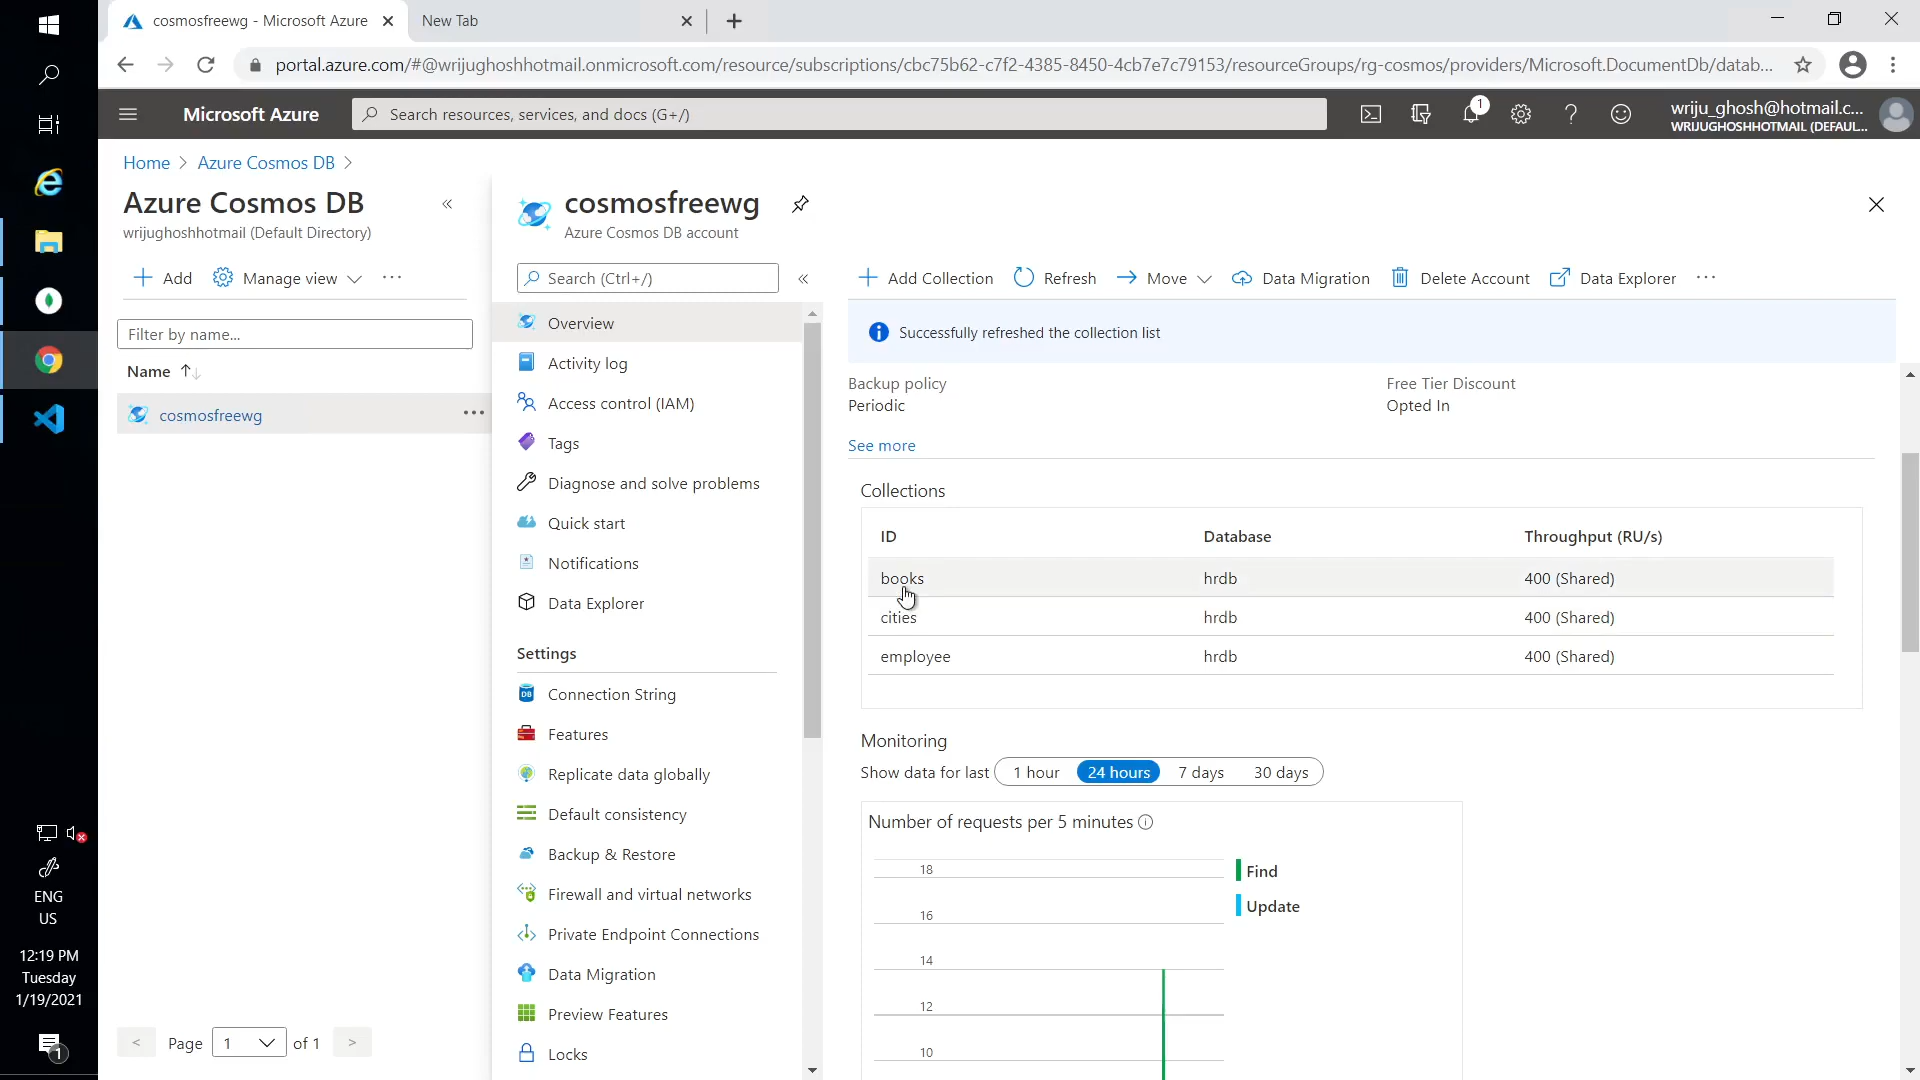 cosmosfreewg - Microsoft Azure
New Tab
portal.azure.com/#@wrijughoshhotmail.onmicrosoft.com/resource/subscriptions/cbc75b62-c7f2-4385-8450-4cb7e7c79153/resourceGroups/rg-cosmos/providers/Microsoft.DocumentDb/datab...
Microsoft Azure
Search resources, services, and docs (G+/)
1
wriju_ghosh@hotmail.c...
WRIJUGHOSHHOTMAIL (DEFAUL...
Home > Azure Cosmos DB >
Azure Cosmos DB
wrijughoshhotmail (Default Directory)
Add
Manage view
Filter by name...
Name
cosmosfreewg
Page 1 of 1
cosmosfreewg
Azure Cosmos DB account
Search (Ctrl+/)
Overview
Activity log
Access control (IAM)
Tags
Diagnose and solve problems
Quick start
Notifications
Data Explorer
Settings
Connection String
Features
Replicate data globally
Default consistency
Backup & Restore
Firewall and virtual networks
Private Endpoint Connections
Data Migration
Preview Features
Locks
Add Collection
Refresh
Move
Data Migration
Delete Account
Data Explorer
Successfully refreshed the collection list
Backup policy
Periodic
Free Tier Discount
Opted In
See more
Collections
ID Database Throughput (RU/s)
books hrdb 400 (Shared)
cities hrdb 400 (Shared)
employee hrdb 400 (Shared)
Monitoring
Show data for last 1 hour 24 hours 7 days 30 days
Number of requests per 5 minutes
18
16
14
12
10
Find
Update
ENG
US
12:19 PM
Tuesday
1/19/2021
1